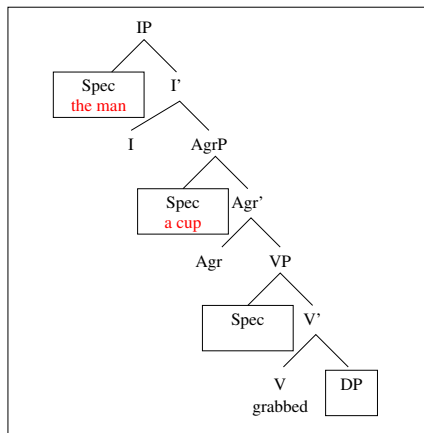 IP
Spec
the man
I’
I
AgrP
Spec
a cup
Agr’
Agr
VP
Spec
V’
V
grabbed
DP